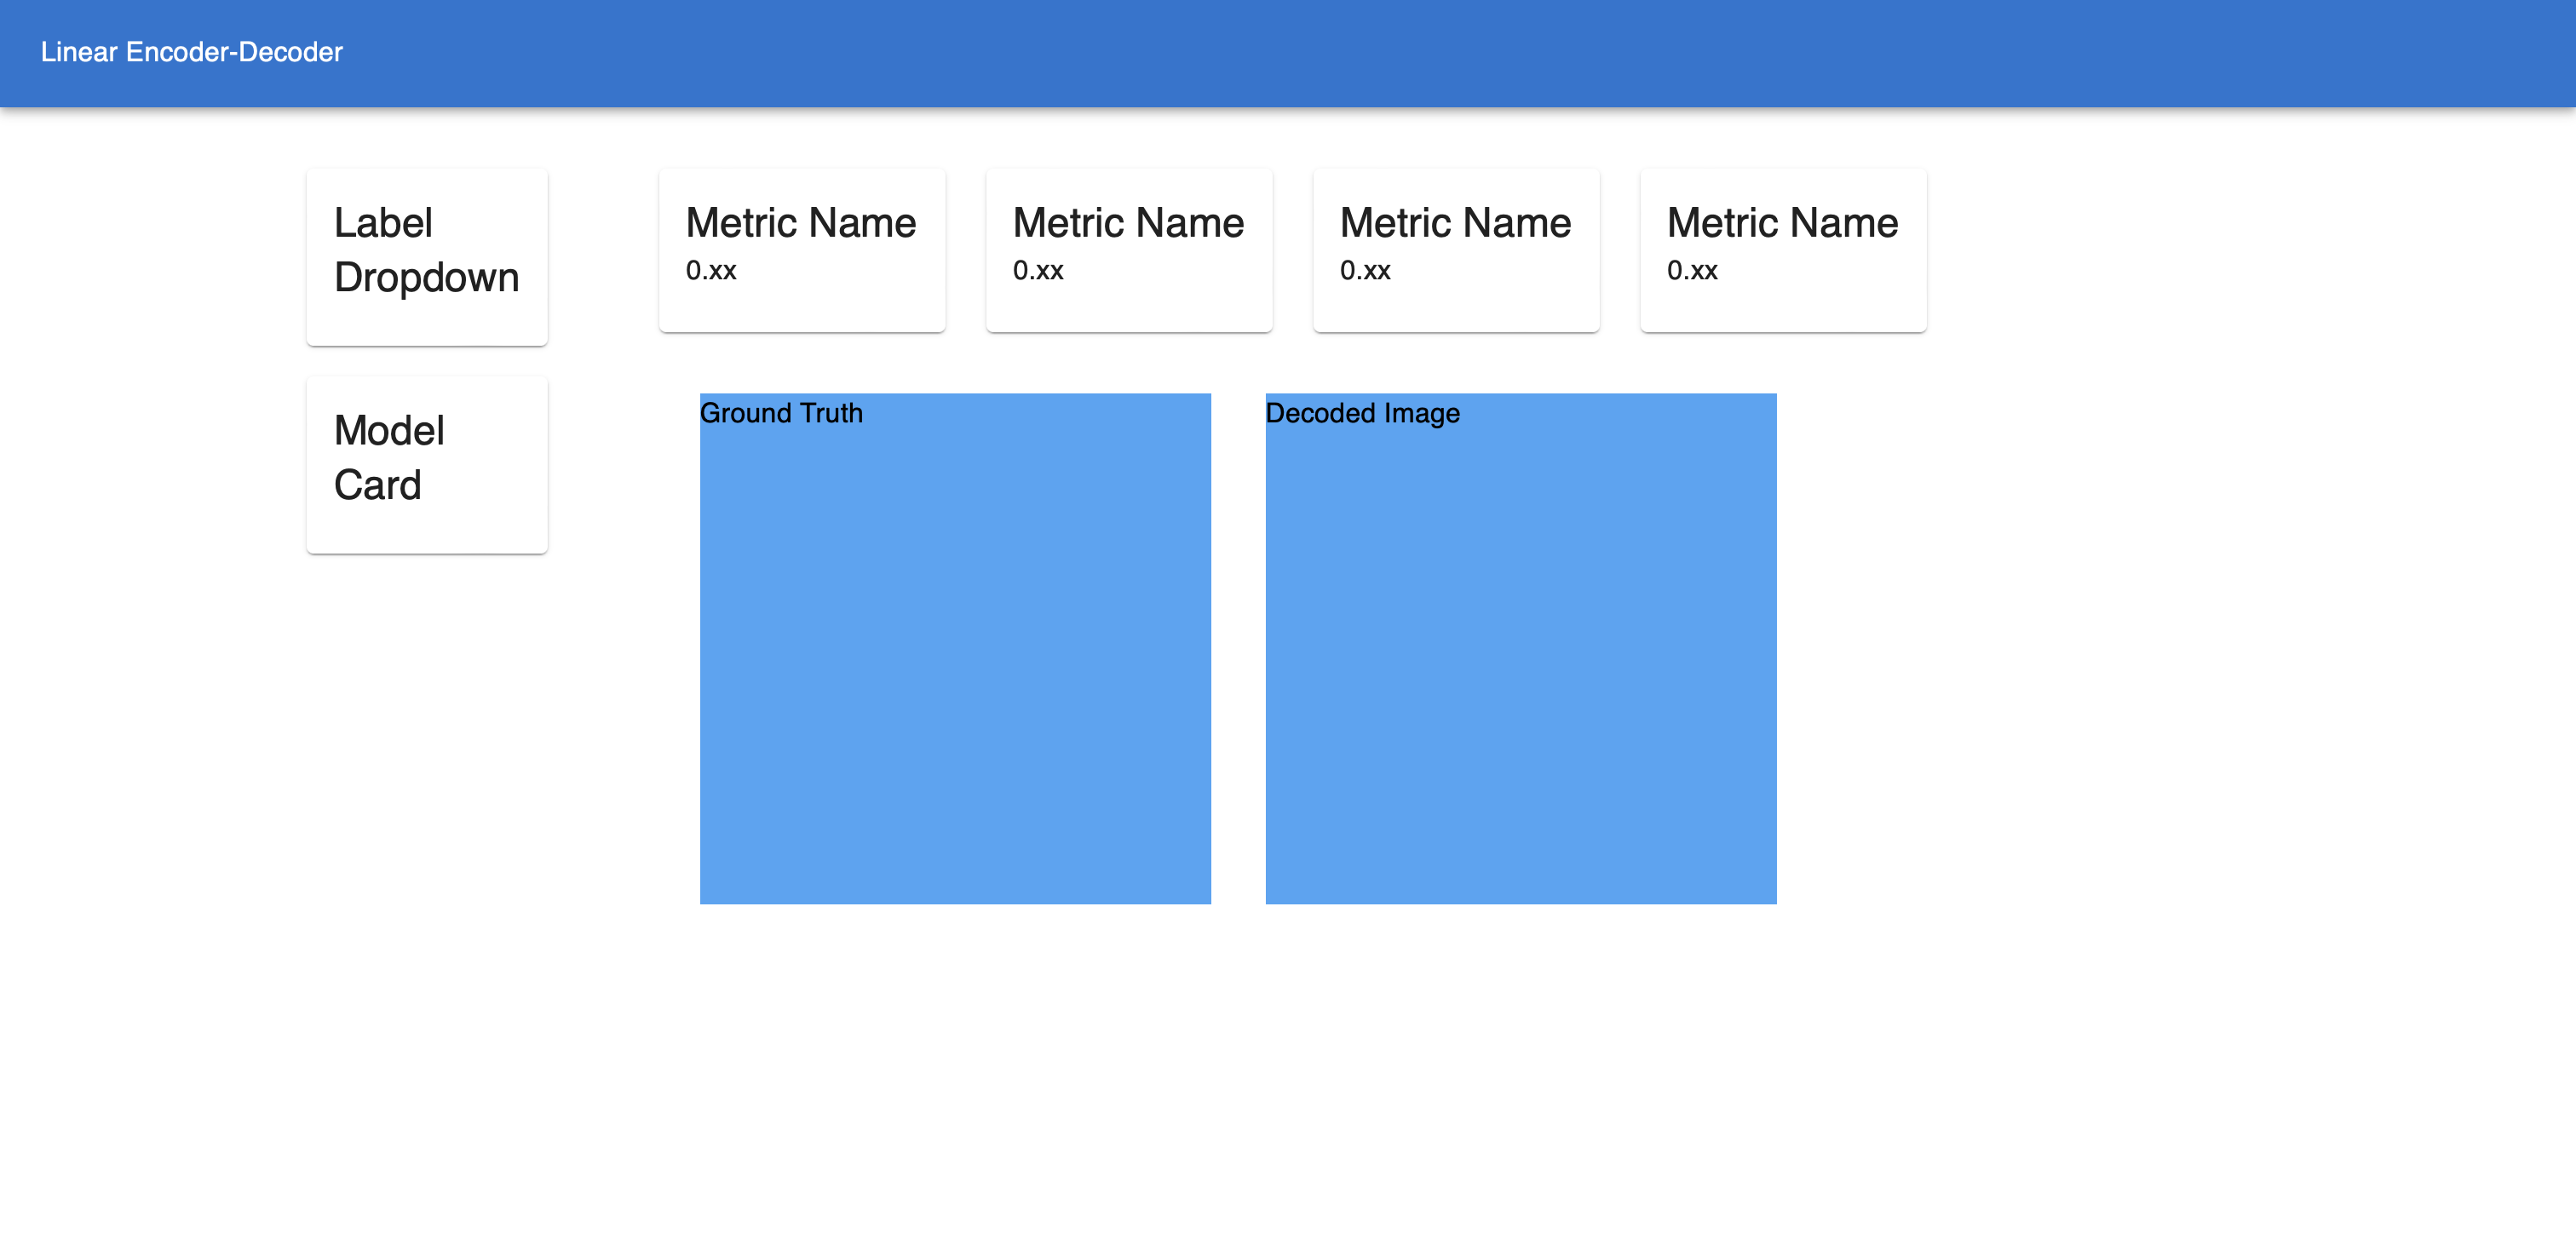 Linear Encoder-Decoder
Label
Dropdown
Metric Name
0.xx
Metric Name
0.xx
Metric Name
0.xx
Metric Name
0.xx
Model
Card
Ground Truth
Decoded Image